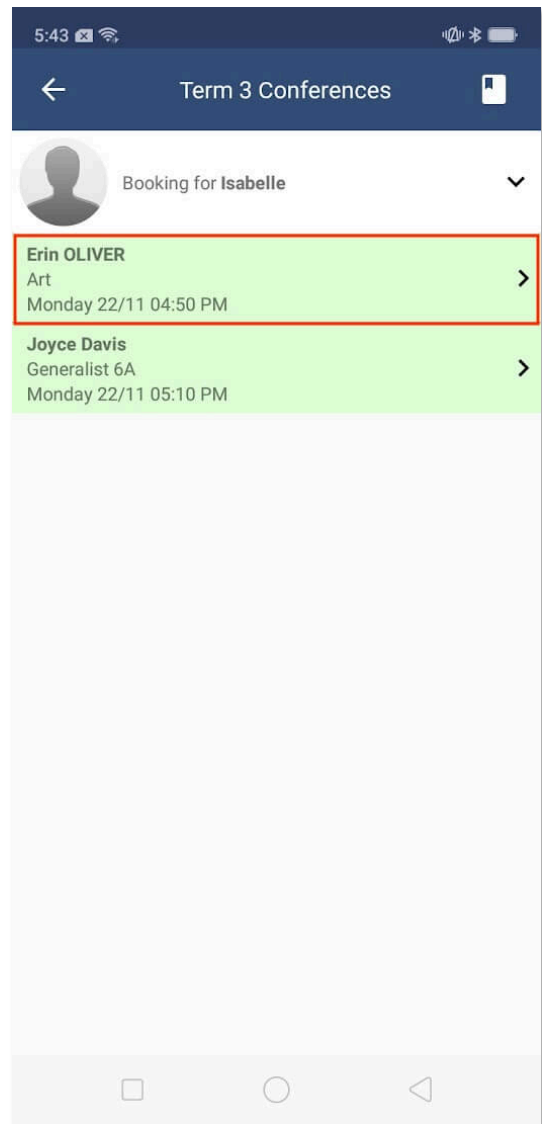 5:43
Term 3 Conferences
Booking for Isabelle
Erin OLIVER
Art
Monday 22/11 04:50 PM
Joyce Davis
Generalist 6A
Monday 22/11 05:10 PM